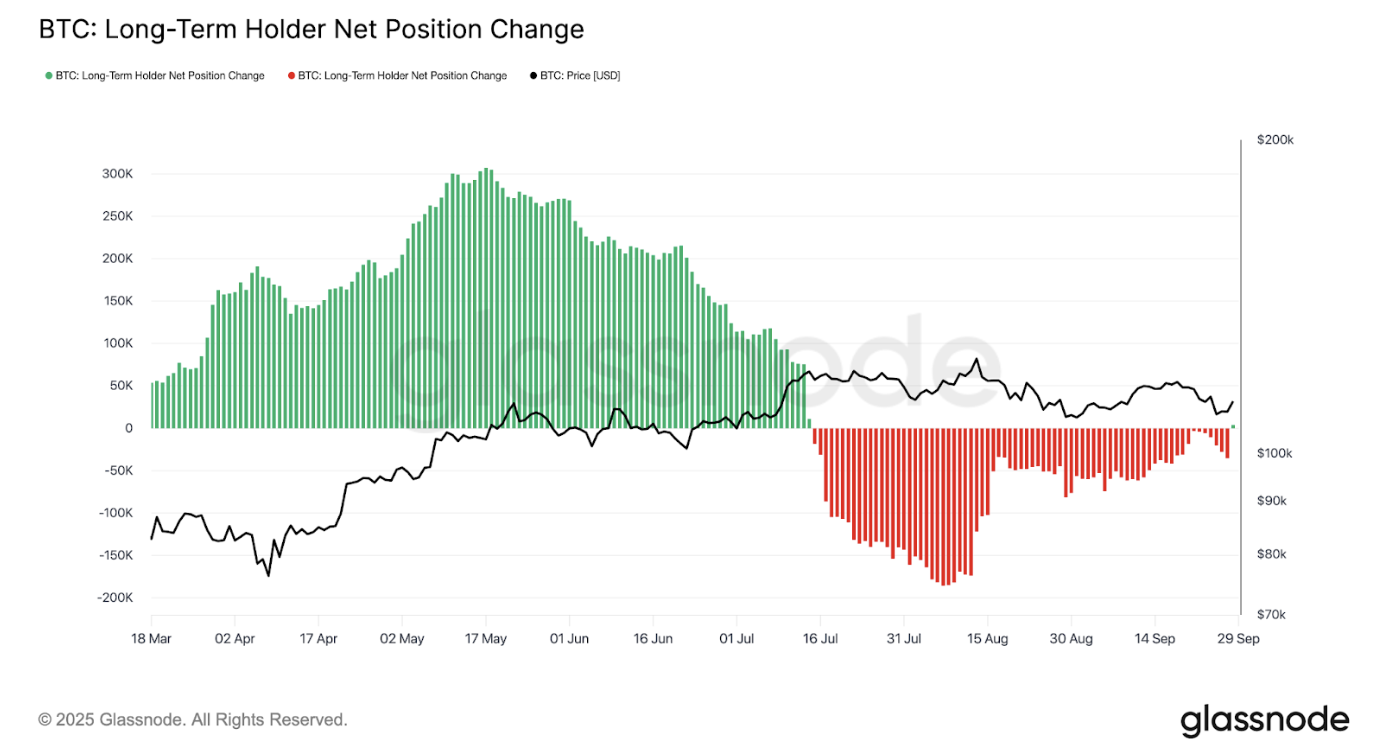 BTC: Long-Term Holder Net Position Change
BTC: Long-Term Holder Net Position Change BTC: Long-Term Holder Net Position Change BTC: Price [USD]
$200k
300K
250K
200K
150K
100K
50K
0
-50K
-100K
-150K
-200K
$100k
$90k
$80k
$70k
glassnode
18 Mar 02 Apr 17 Apr 02 May 17 May 01 Jun 16 Jun 01 Jul 16 Jul 31 Jul 15 Aug 30 Aug 14 Sep 29 Sep
© 2025 Glassnode. All Rights Reserved.
glassnode